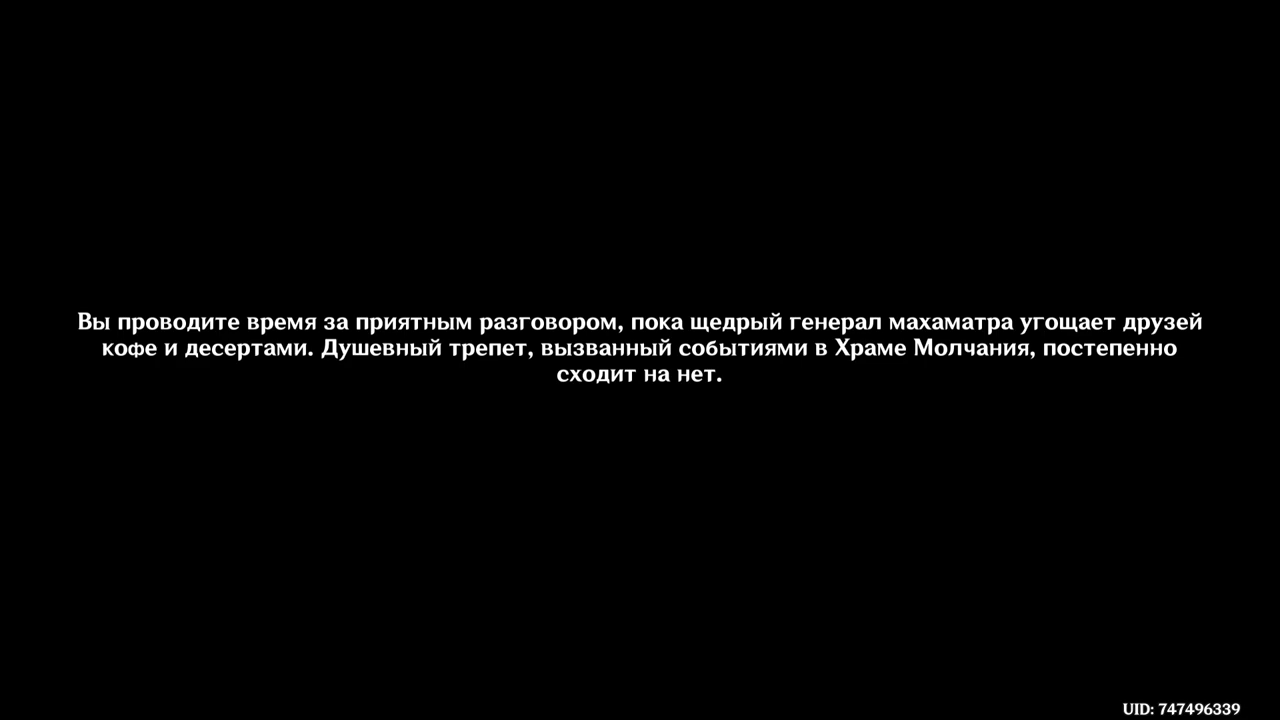 Вы проводите время за приятным разговором, пока щедрый генерал махаматра угощает друзей
кофе и десертами. Душевный трепет, вызванный событиями в Храме Молчания, постепенно
сходит на нет.
UID: 747496339